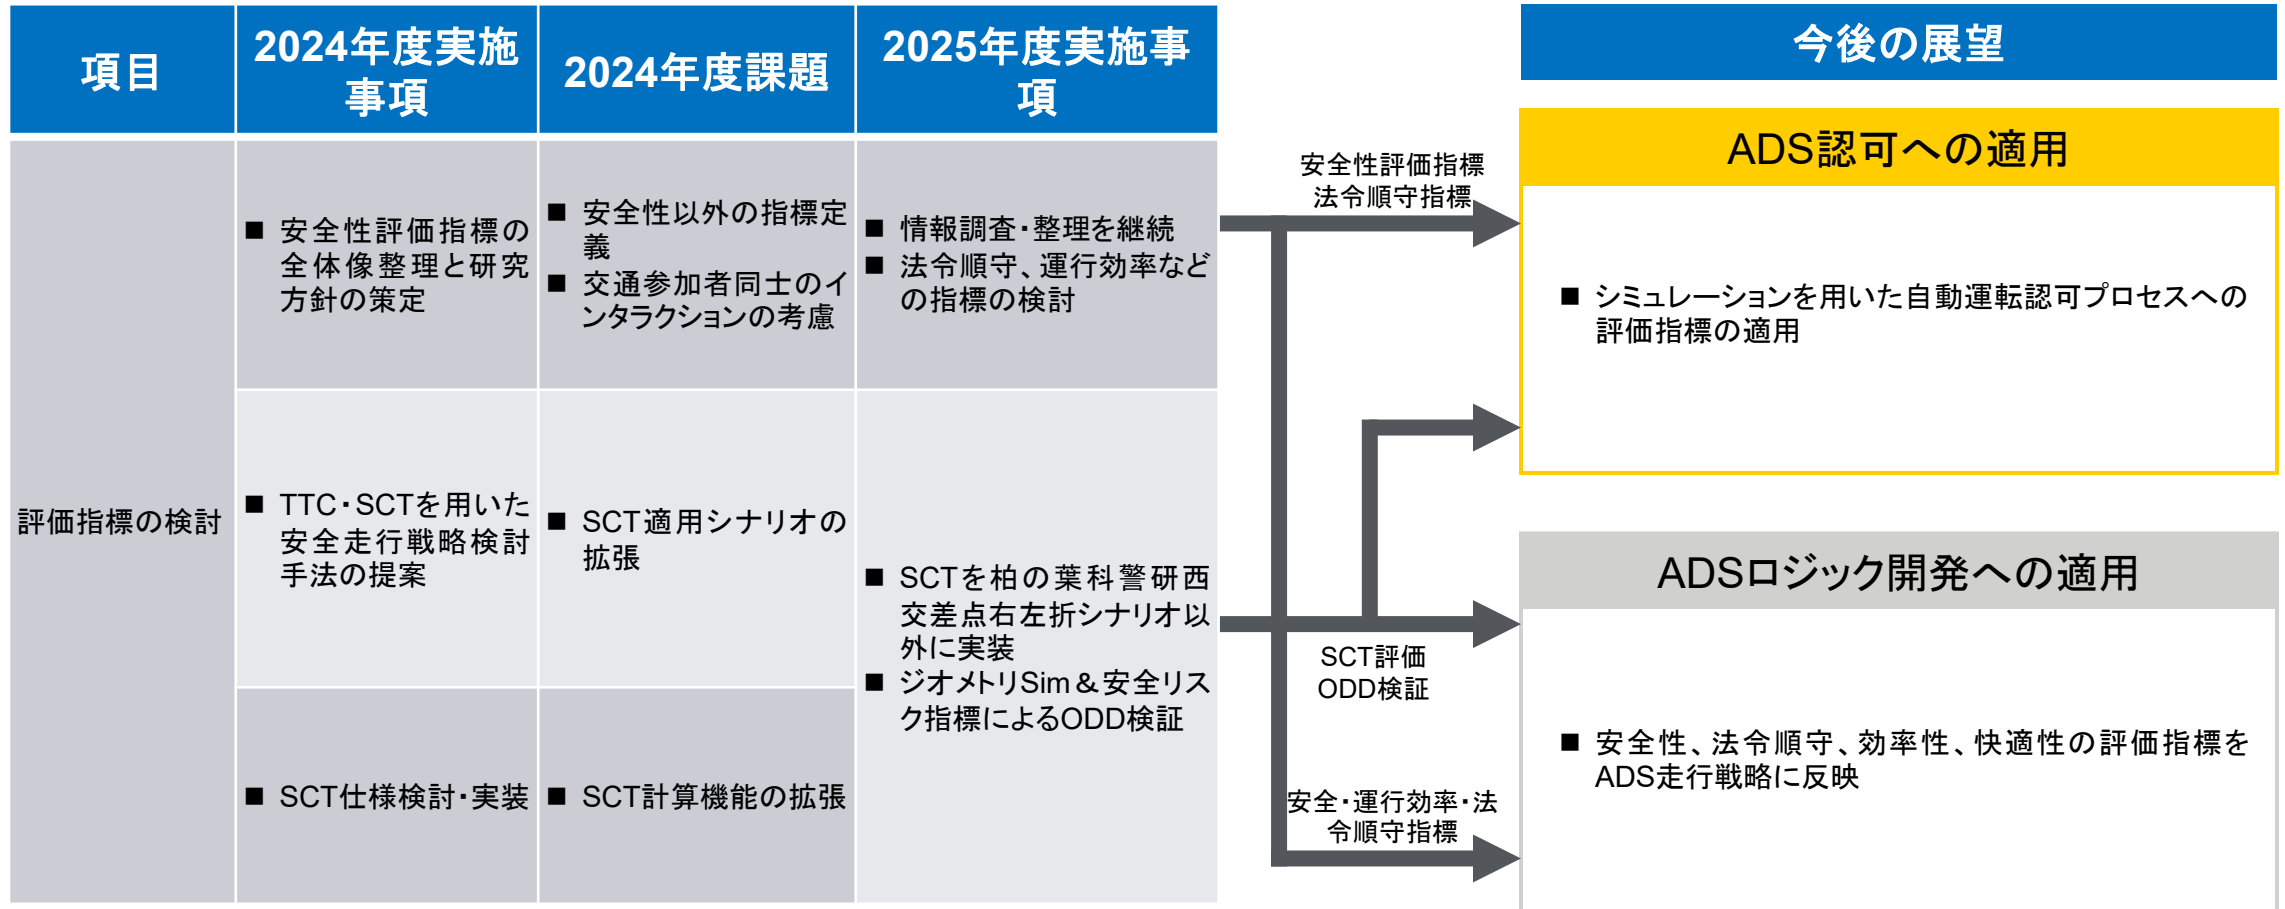 項目
2024年度実施
事項
2024年度課題
2025年度実施事
項
今後の展望
評価指標の検討
■ 安全性評価指標の
全体像整理と研究
方針の策定
■ 安全性以外の指標定
義
■ 交通参加者同士のイ
ンタラクションの考慮
■ 情報調査・整理を継続
■ 法令順守、運行効率など
の指標の検討
■ TTC・SCTを用いた
安全走行戦略検討
手法の提案
■ SCT適用シナリオの
拡張
■ SCTを柏の葉科警研西
交差点右左折シナリオ以
外に実装
■ ジオメトリSim＆安全リス
ク指標によるODD検証
■ SCT仕様検討・実装
■ SCT計算機能の拡張
安全性評価指標
法令順守指標
SCT評価
ODD検証
安全・運行効率・法
令順守指標
ADS認可への適用
■ シミュレーションを用いた自動運転認可プロセスへの
評価指標の適用
ADSロジック開発への適用
■ 安全性、法令順守、効率性、快適性の評価指標を
ADS走行戦略に反映